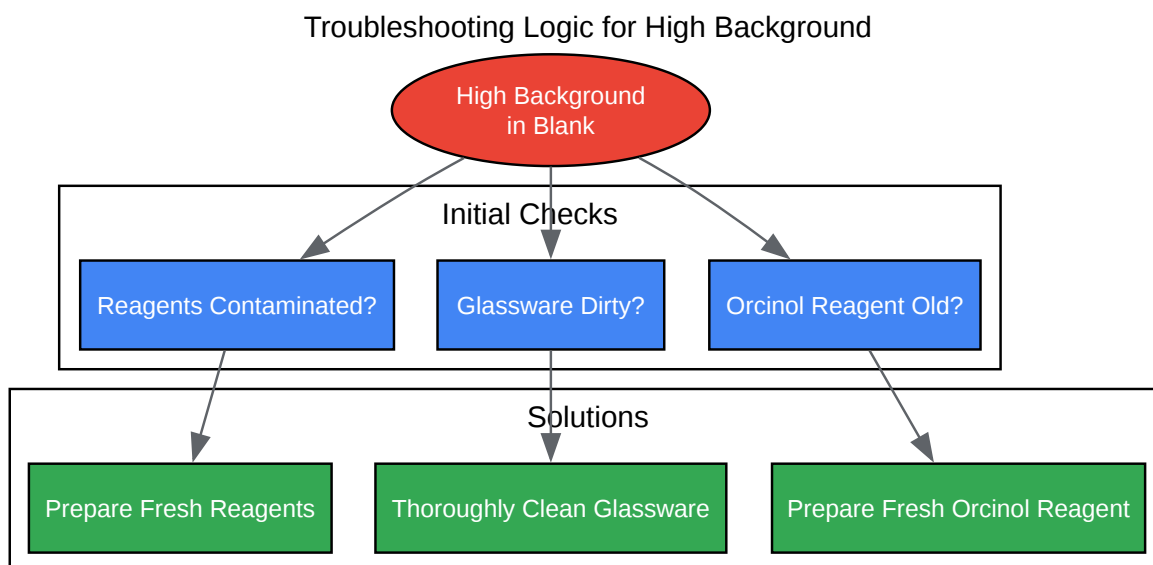 Troubleshooting Logic for High Background
High Background
in Blank
Initial Checks
Reagents Contaminated?
Glassware Dirty?
Orcinol Reagent Old?
Solutions
Prepare Fresh Reagents
Thoroughly Clean Glassware
Prepare Fresh Orcinol Reagent